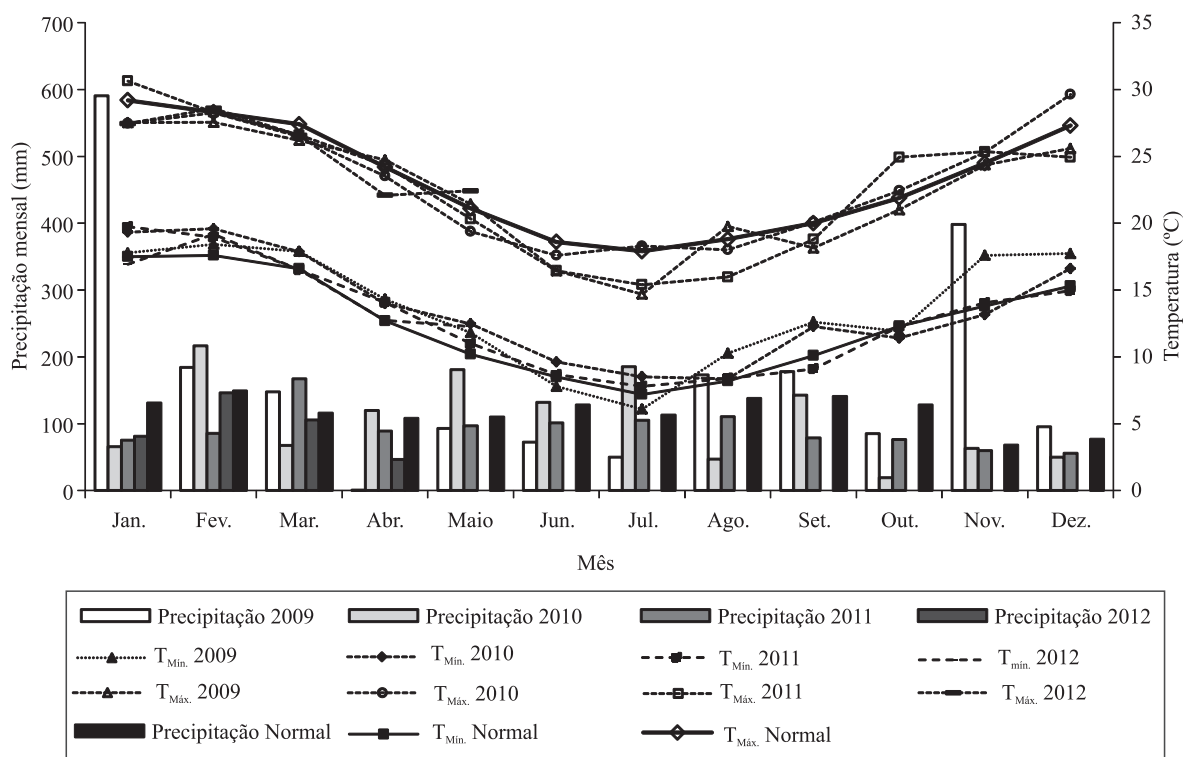 700
600
500
400
300
200
100
0
Precipitação mensal (mm)
35
30
25
20
15
10
5
0
Temperatura (ºC)
Jan. Fev. Mar. Abr. Maio Jun. Jul. Ago. Set. Out. Nov. Dez.
Mês
Precipitação 2009 Precipitação 2010 Precipitação 2011 Precipitação 2012
TMín. 2009 TMín. 2010 TMín. 2011 Tmín. 2012
TMáx. 2009 TMáx. 2010 TMáx. 2011 TMáx. 2012
Precipitação Normal TMín. Normal TMáx. Normal